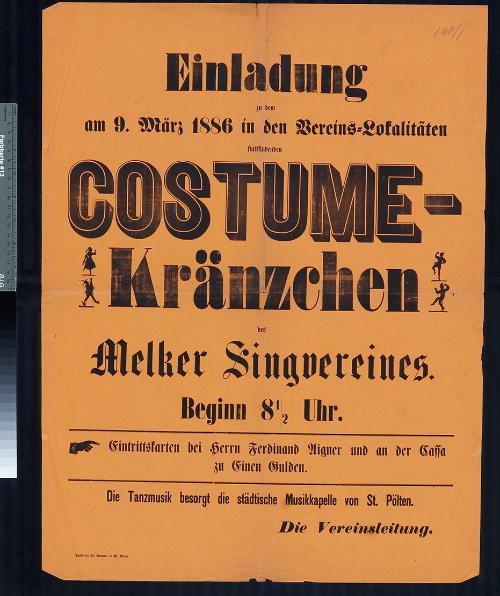 Einladung
zu dem
am 9. März 1886 in den Vereins-Lokalitäten
stattfindenden
COSTUME-
Kränzchen
des
Melker Singvereines.
Beginn 8 1/2 Uhr.
Eintrittskarten bei Herrn Ferdinand Aigner und an der Cassa
zu Einen Gulden.
Die Tanzmusik besorgt die städtische Musikkapelle von St. Pölten.
Die Vereinsleitung.